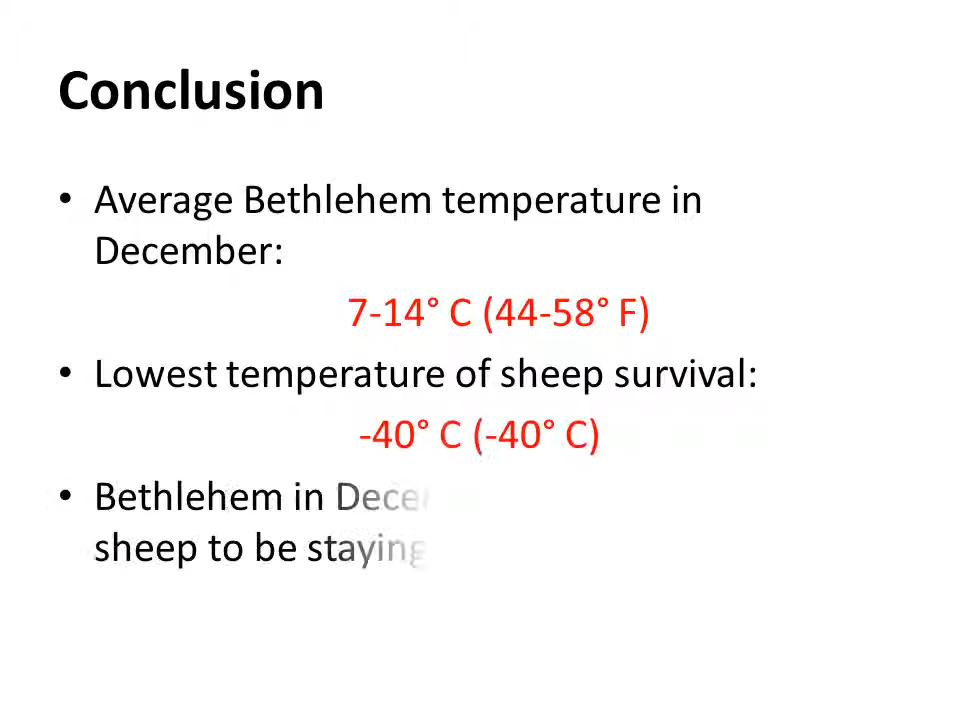 Conclusion
• Average Bethlehem temperature in
December:
7-14° C (44-58° F)
• Lowest temperature of sheep survival:
-40° C (-40° C)
• Bethlehem in
sheep to be staying